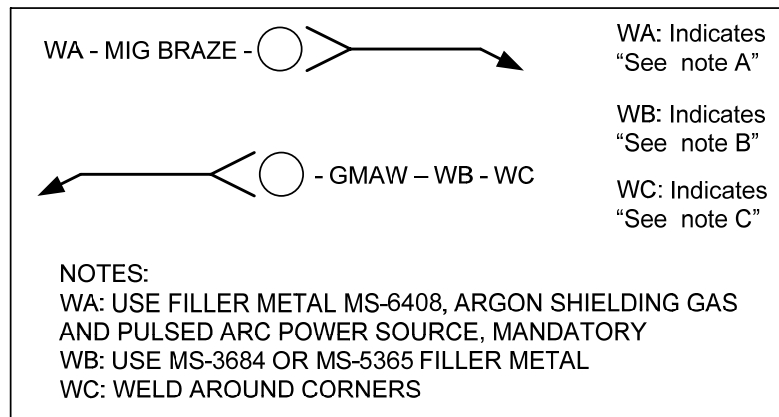 WA - MIG BRAZE -
WA: Indicates
“See note A”
WB: Indicates
“See note B”
- GMAW – WB - WC
WC: Indicates
“See note C”
NOTES:
WA: USE FILLER METAL MS-6408, ARGON SHIELDING GAS
AND PULSED ARC POWER SOURCE, MANDATORY
WB: USE MS-3684 OR MS-5365 FILLER METAL
WC: WELD AROUND CORNERS